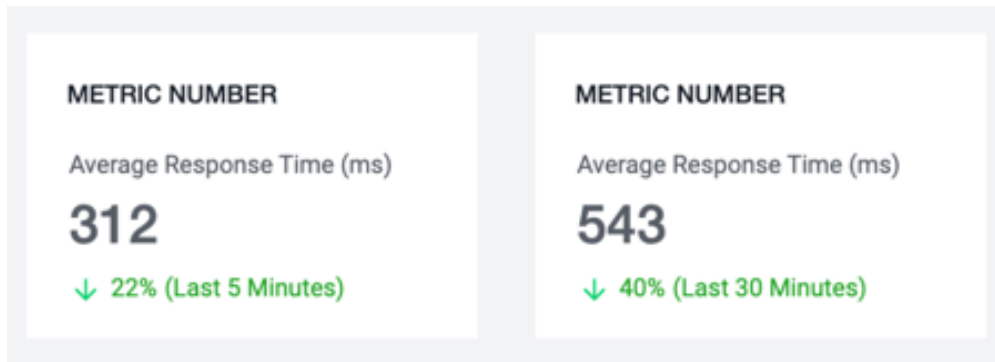 METRIC NUMBER
Average Response Time (ms)
312
↓ 22% (Last 5 Minutes)
METRIC NUMBER
Average Response Time (ms)
543
↓ 40% (Last 30 Minutes)